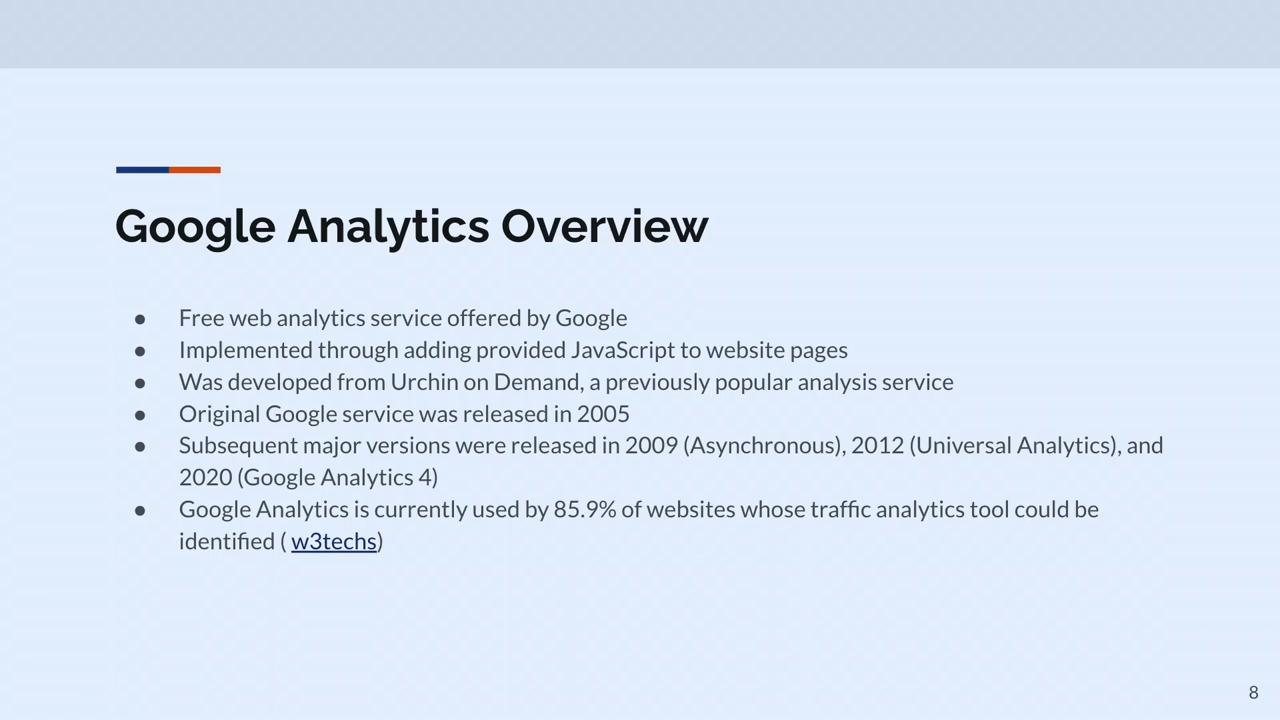 Google Analytics Overview
● Free web analytics service offered by Google
● Implemented through adding provided JavaScript to website pages
● Was developed from Urchin on Demand, a previously popular analysis service
● Original Google service was released in 2005
● Subsequent major versions were released in 2009 (Asynchronous), 2012 (Universal Analytics), and
2020 (Google Analytics 4)
● Google Analytics is currently used by 85.9% of websites whose traffic analytics tool could be
identified ( w3techs)
8